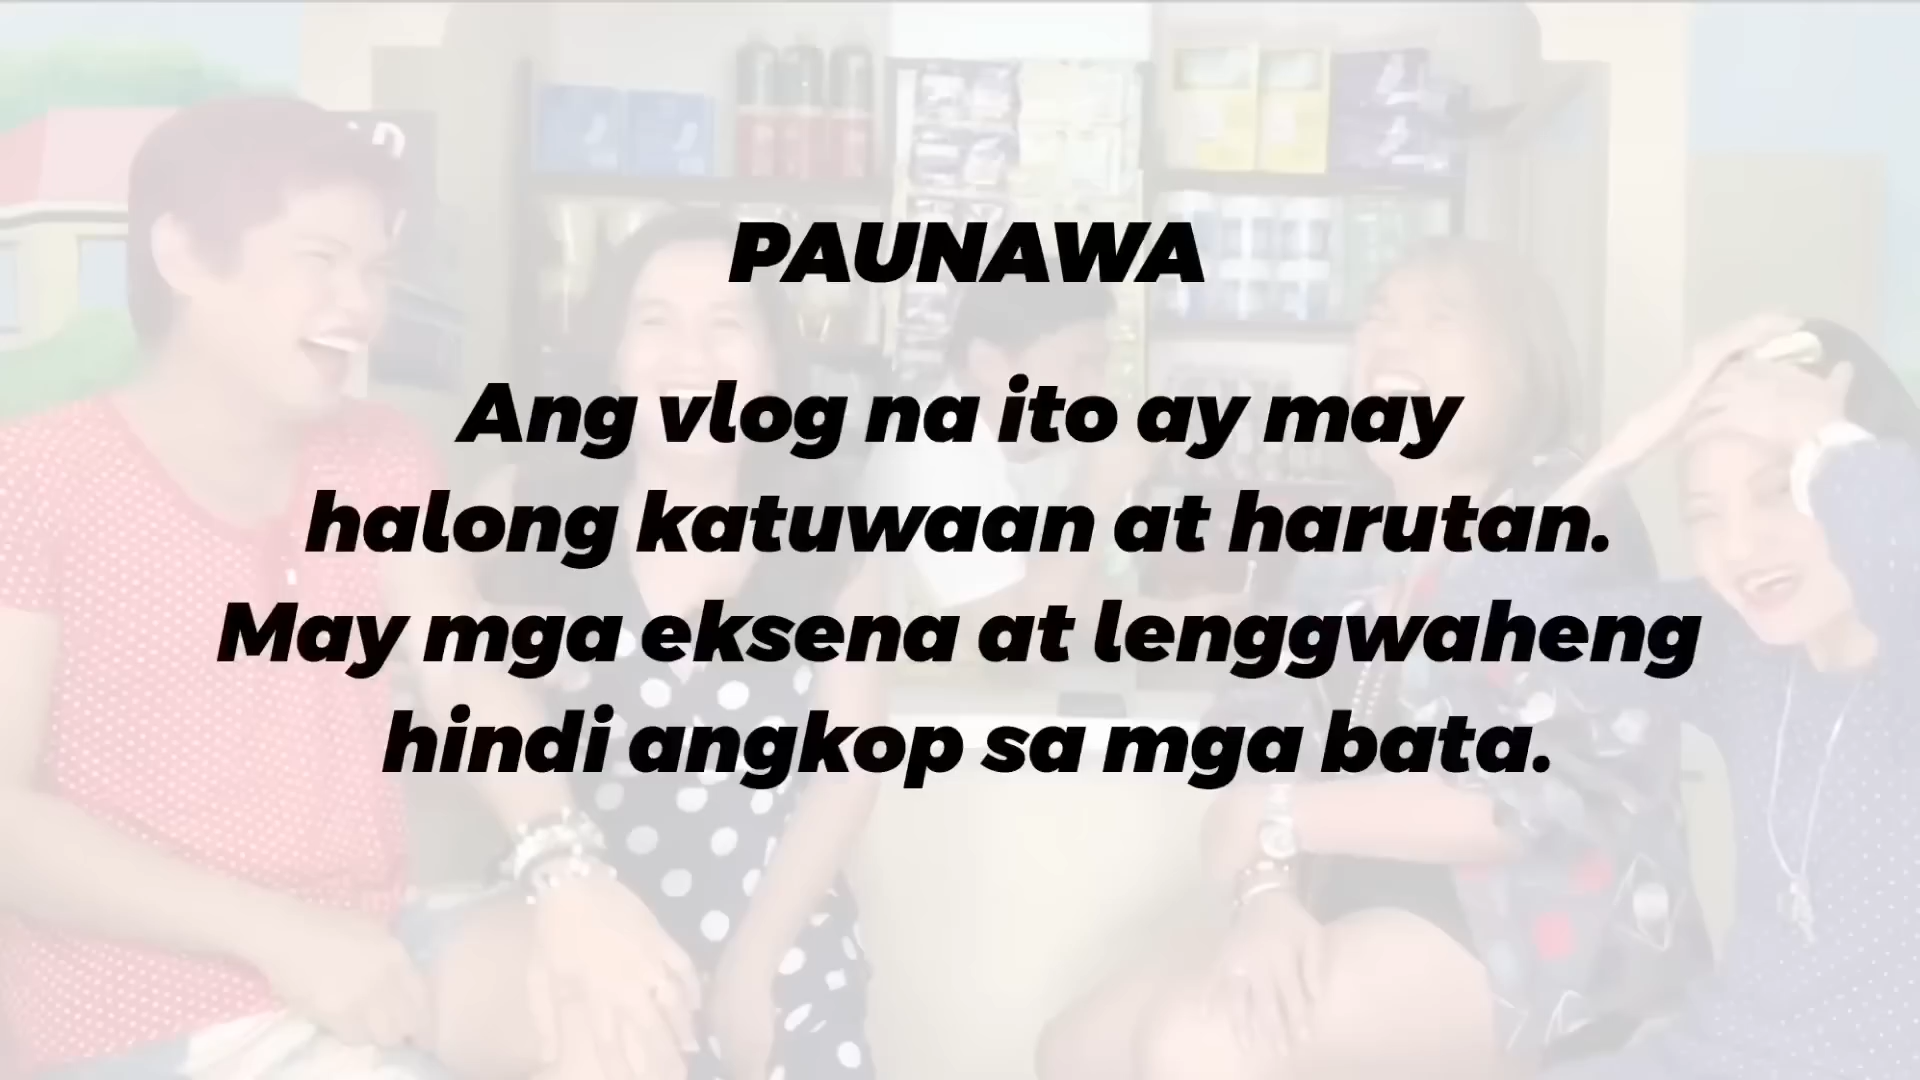 PAUNAWA
Ang vlog na ito ay may
halong katuwaan at harutan.
May mga eksena at lenggwaheng
hindi angkop sa mga bata.